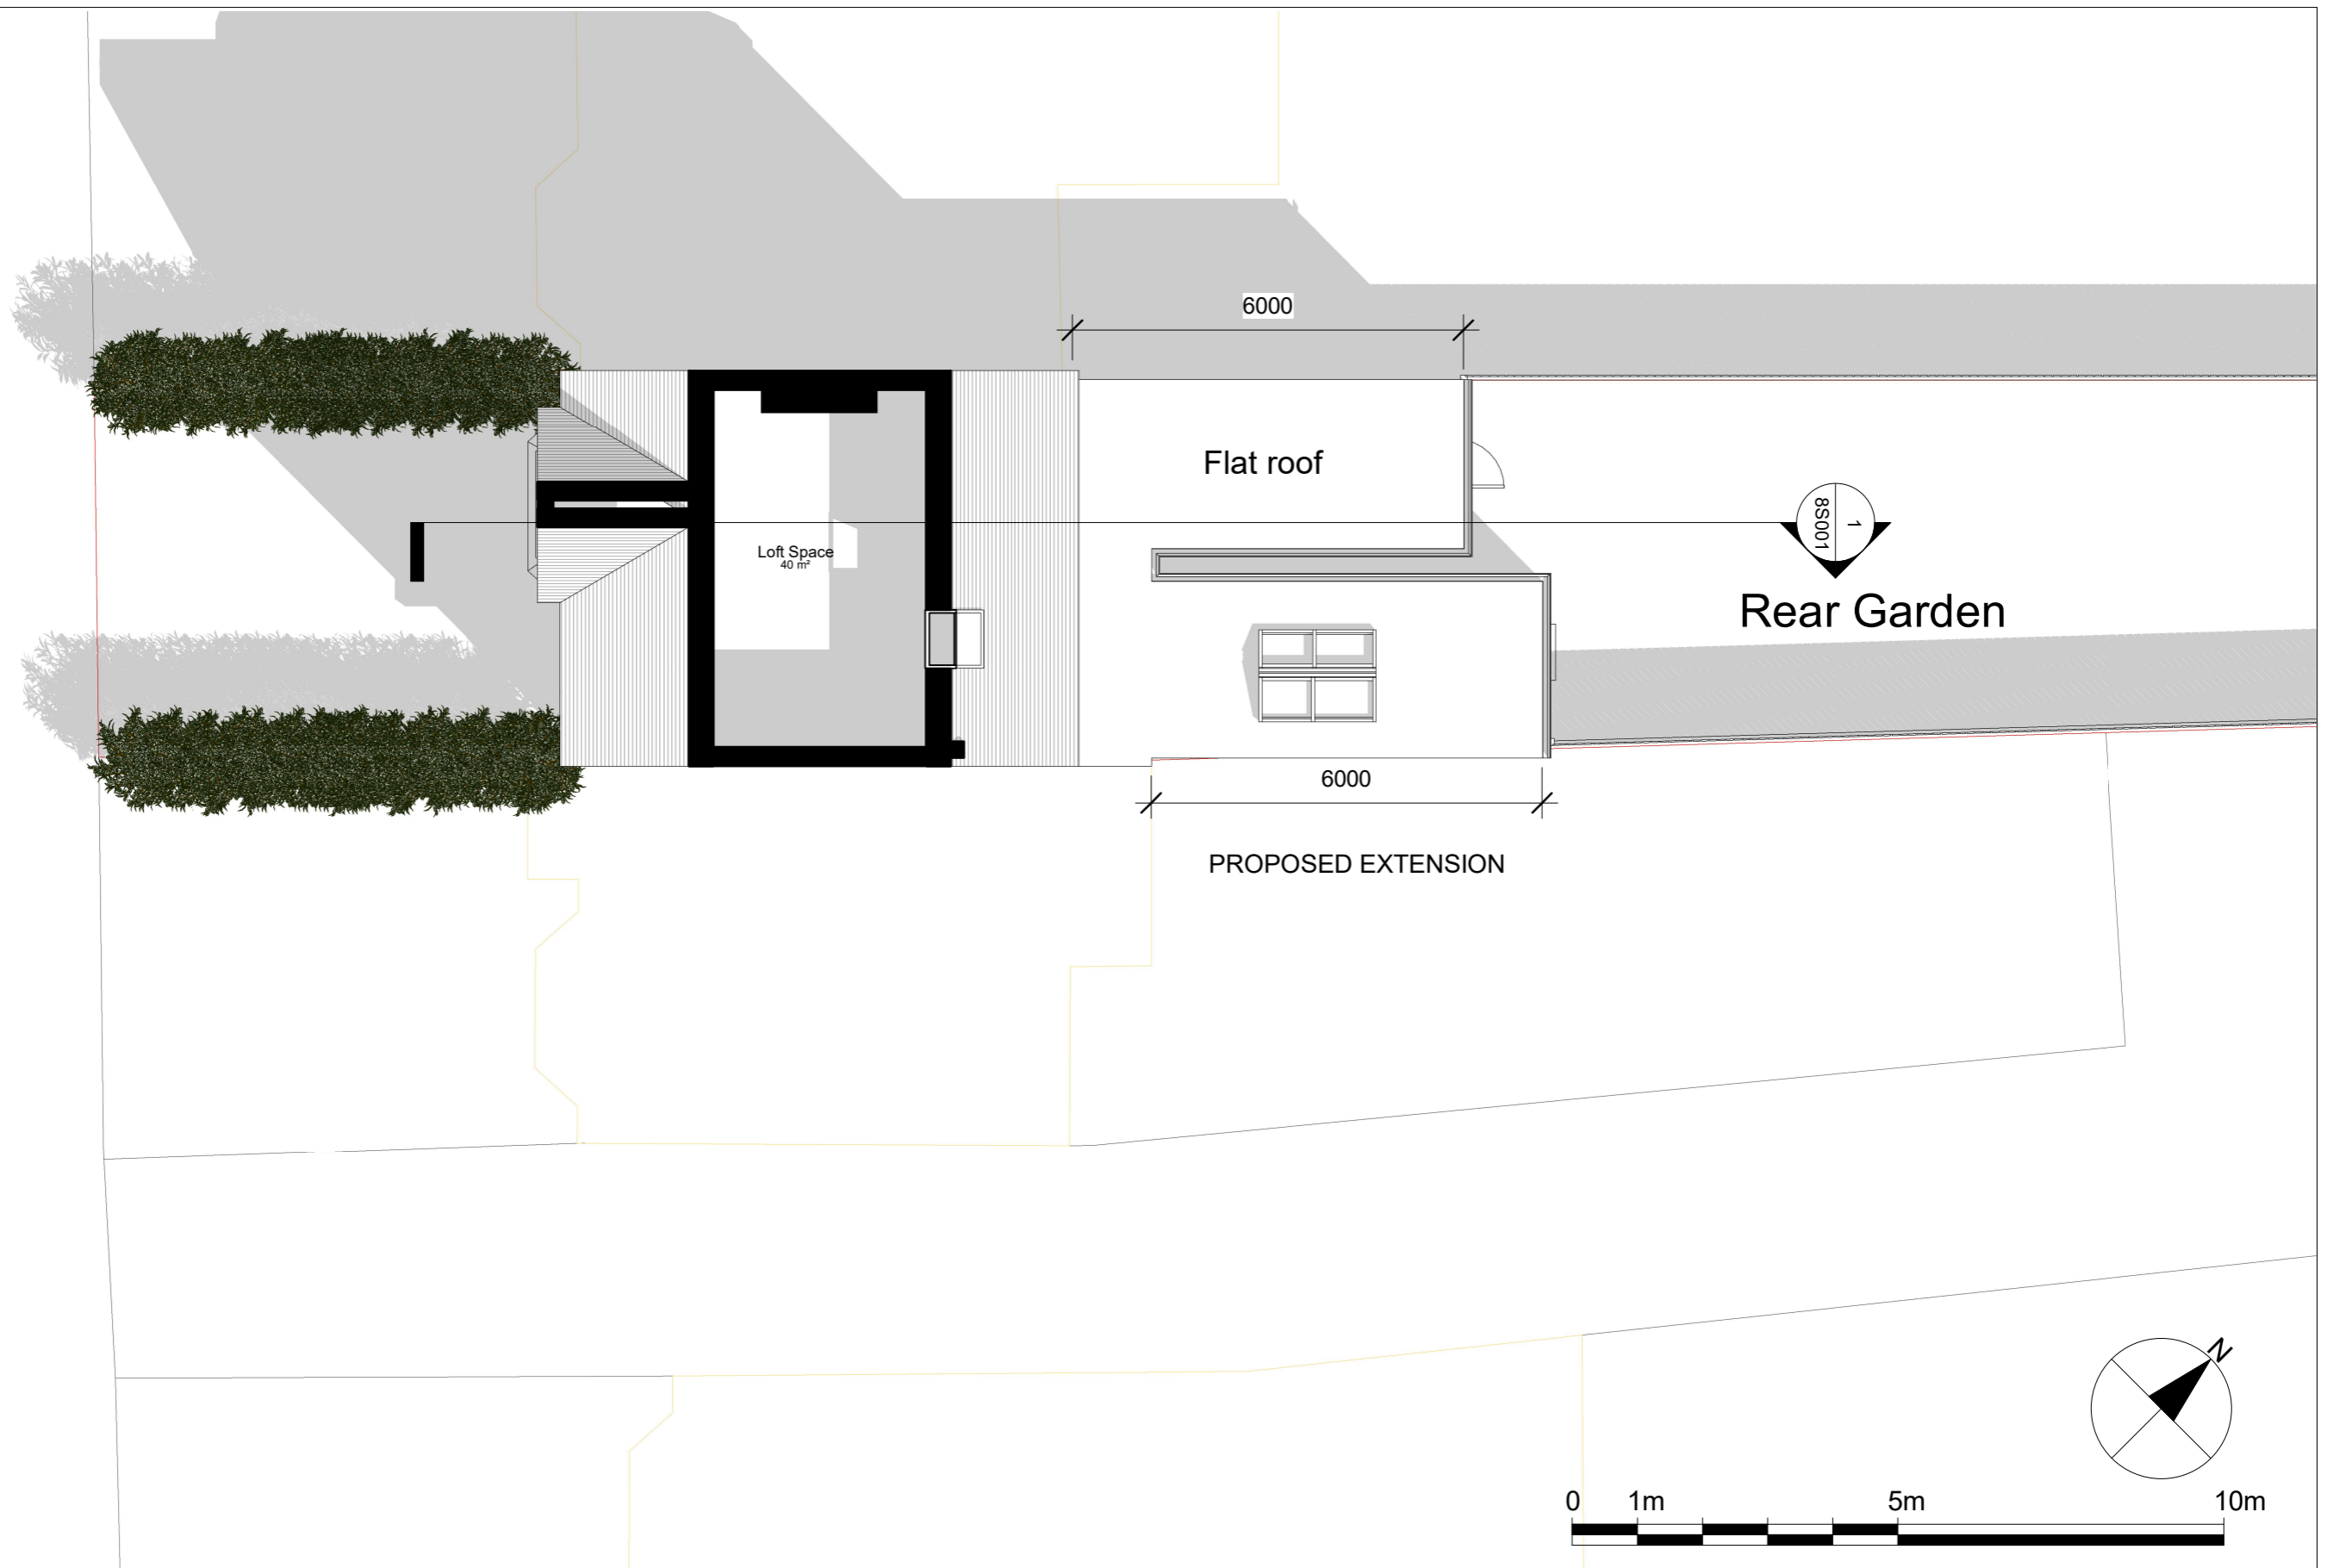 6000
Flat roof
1
8S001
Loft Space
40 m²
Rear Garden
6000
PROPOSED EXTENSION
N
0 1m 5m 10m